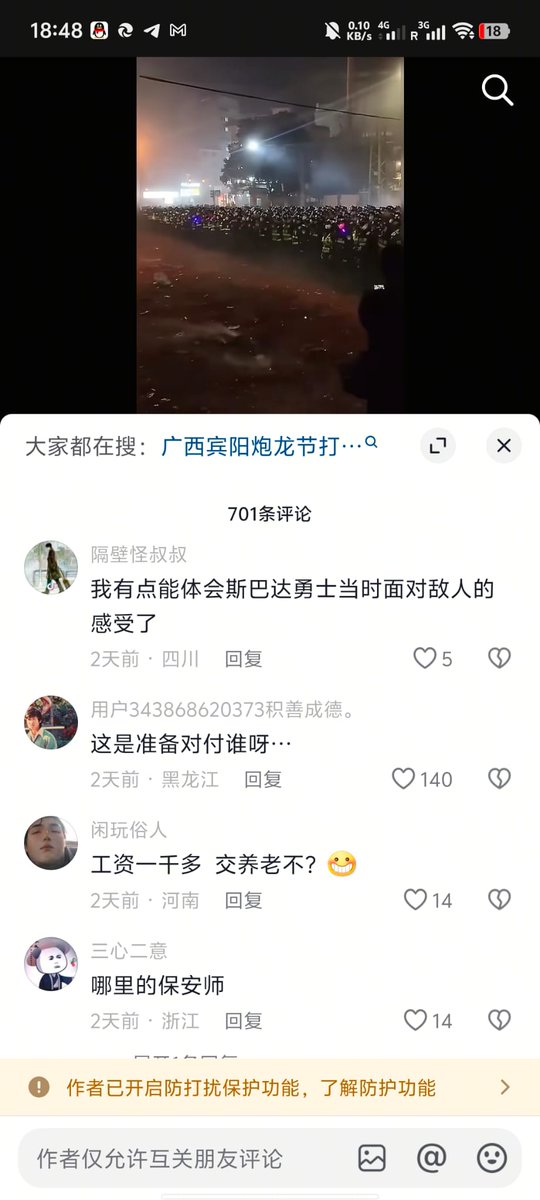 18:48
0.10 KB/s 4G R 3G 18
大家都在搜：广西宾阳炮龙节打…
701条评论
隔壁怪叔叔
我有点能体会斯巴达勇士当时面对敌人的
感受了
2天前 · 四川 回复 5
用户343868620373积善成德。
这是准备对付谁呀…
2天前 · 黑龙江 回复 140
闲玩俗人
工资一千多 交养老不？
2天前 · 河南 回复 14
三心二意
哪里的保安师
2天前 · 浙江 回复 14
作者已开启防打扰保护功能，了解防护功能
作者仅允许互关朋友评论